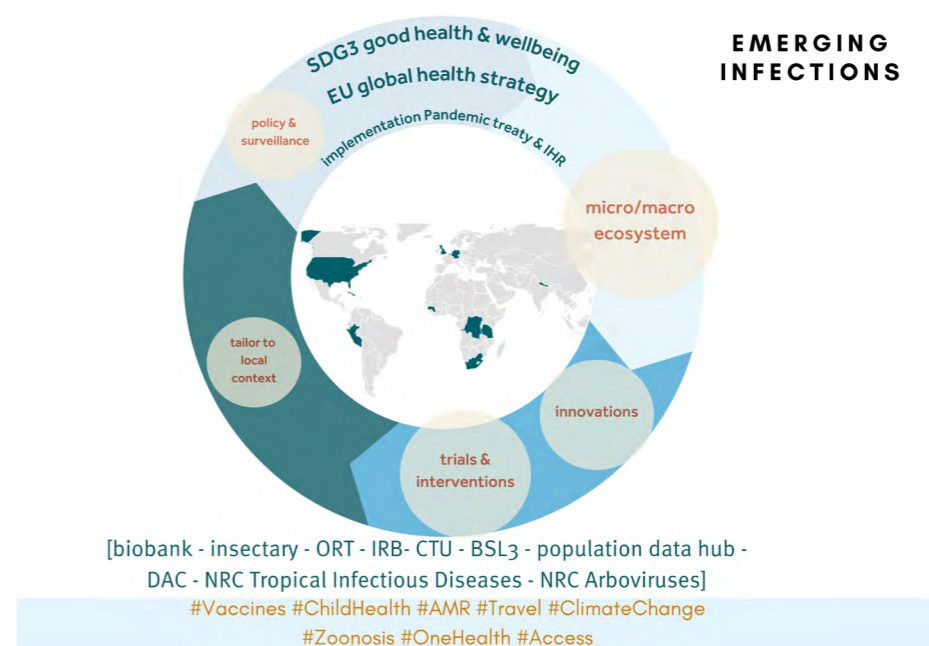 EMERGING
INFECTIONS
SDG3 good health & wellbeing
EU global health strategy
implementation Pandemic treaty & IHR
policy &
surveillance
micro/macro
ecosystem
tailor to
local
context
innovations
trials &
interventions
[biobank - insectary - ORT - IRB- CTU - BSL3 - population data hub -
DAC - NRC Tropical Infectious Diseases - NRC Arboviruses]
#Vaccines #ChildHealth #AMR #Travel #ClimateChange
#Zoonosis #OneHealth #Access